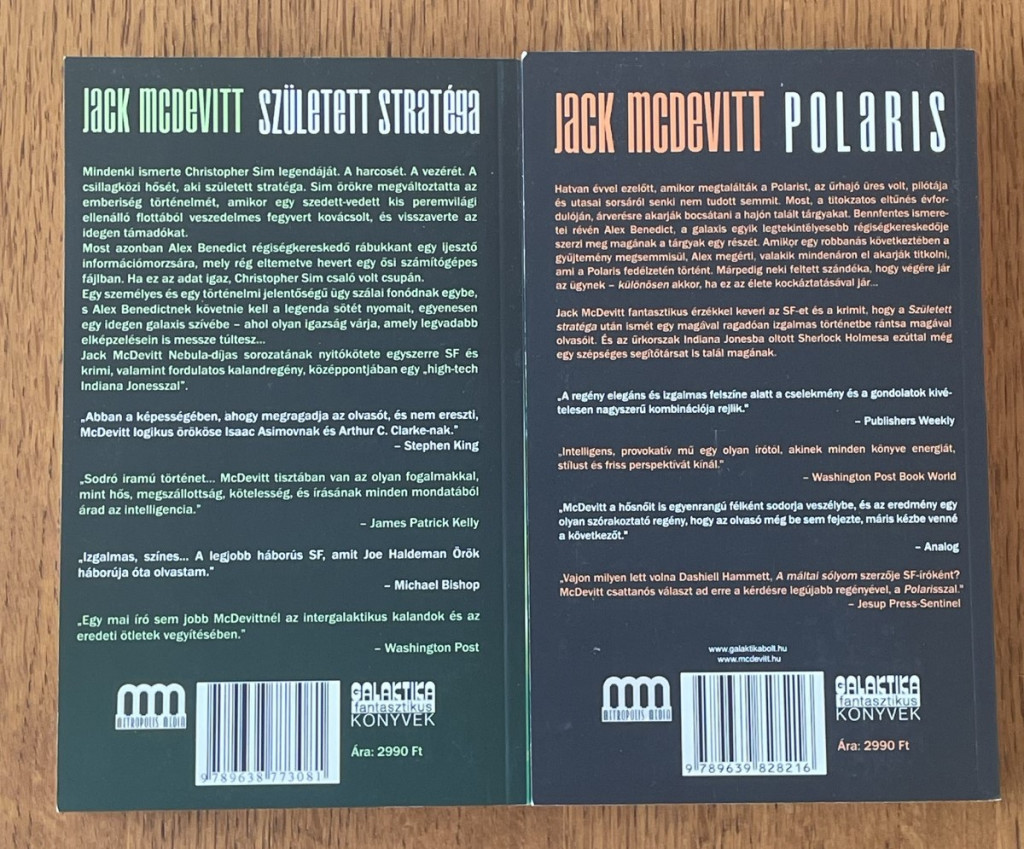 JACK MCDEVITT SZÜLETETT STRATÉGA
Mindenki ismerte Christopher Sim legendáját. A harcosét. A vezérét. A
csillagközi hősét, aki született stratéga. Sim örökre megváltoztatta az
emberiség történelmét, amikor egy szedett-vedett kis peremvilági
ellenálló flottából veszedelmes fegyvert kovácsolt, és visszaverte az
idegen támadókat.
Most azonban Alex Benedict régiségkereskedő rábukkant egy ijesztő
információmorzsára, mely rég eltemetve hevert egy ősi számítógépes
fájlban. Ha ez az adat igaz, Christopher Sim csaló volt csupán.
Egy személyes és egy történelmi jelentőségű ügy szálai fonódnak egybe,
s Alex Benedictnek követnie kell a legenda sötét nyomait, egyenesen
egy idegen galaxis szívébe – ahol olyan igazság várja, amely legvadabb
elképzelésein is messze túltesz...
Jack McDevitt Nebula-díjas sorozatának nyitókötete egyszerre SF és
krimi, valamint fordulatos kalandregény, középpontjában egy „high-tech
Indiana Jonesszal”.
„Abban a képességében, ahogy megragadja az olvasót, és nem ereszti,
McDevitt logikus örököse Isaac Asimovnak és Arthur C. Clarke-nak.”
– Stephen King
„Sodró iramú történet... McDevitt tisztában van az olyan fogalmakkal,
mint hős, megszállottság, kötelesség, és írásának minden mondatából
árad az intelligencia.”
– James Patrick Kelly
„Izgalmas, színes... A legjobb háborús SF, amit Joe Haldeman Örök
háborúja óta olvastam.”
– Michael Bishop
„Egy mai író sem jobb McDevittnél az intergalaktikus kalandok és az
eredeti ötletek vegyítésében.”
– Washington Post
METROPOLIS MEDIA
9 789638 773081
GALAKTIKA
fantasztikus
KÖNYVEK
Ára: 2990 Ft
JACK MCDEVITT POLARIS
Hatvan évvel ezelőtt, amikor megtalálták a Polarist, az űrhajó üres volt, pilótája
és utasai sorsáról senki nem tudott semmit. Most, a titokzatos eltűnés évfor-
dulóján, árverésre akarják bocsátani a hajón talált tárgyakat. Bennfentes ismere-
tei révén Alex Benedict, a galaxis egyik legtekintélyesebb régiségkereskedője
szerzi meg magának a tárgyak egy részét. Amikor egy robbanás következtében a
gyűjtemény megsemmisül, Alex megérti, valakik mindenáron el akarják titkolni,
ami a Polaris fedélzetén történt. Márpedig neki feltett szándéka, hogy végére jár
az ügynek – különösen akkor, ha ez az élete kockáztatásával jár...
Jack McDevitt fantasztikus érzékkel keveri az SF-et és a krimit, hogy a Született
stratéga után ismét egy magával ragadóan izgalmas történetbe rántsa magával
olvasóit. És az űrkorszak Indiana Jonesba oltott Sherlock Holmesa ezúttal még
egy szépséges segítőtársat is talál magának.
„A regény elegáns és izgalmas felszíne alatt a cselekmény és a gondolatok kivé-
telesen nagyszerű kombinációja rejlik.”
– Publishers Weekly
„Intelligens, provokatív mű egy olyan írótól, akinek minden könyve energiát,
stílust és friss perspektívát kínál.”
– Washington Post Book World
„McDevitt a hősnőit is egyenrangú félként sodorja veszélybe, és az eredmény egy
olyan szórakoztató regény, hogy az olvasó még be sem fejezte, máris kézbe venné
a következőt.”
– Analog
„Vajon milyen lett volna Dashiell Hammett, A máltai sólyom szerzője SF-íróként?
McDevitt csattanós választ ad erre a kérdésre legújabb regényével, a Polarisszal.”
– Jesup Press-Sentinel
www.galaktikabolt.hu
www.mcdevitt.hu
METROPOLIS MEDIA
9 789639 828216
GALAKTIKA
fantasztikus
KÖNYVEK
Ára: 2990 Ft